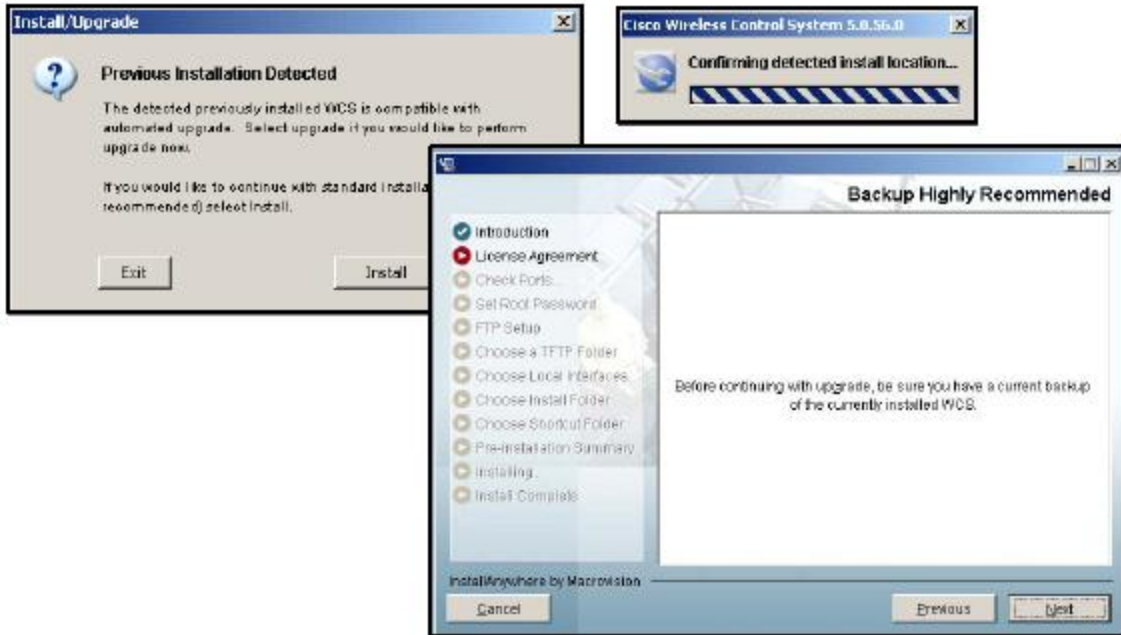 Install/Upgrade
Previous Installation Detected
The detected previously installed WCS is compatible with
automated upgrade. Select upgrade if you would like to perform
upgrade now.
If you would like to continue with standard installa
recommended) select Install.
Exit
Install
Cisco Wireless Control System 5.0.56.0
Confirming detected install location...
Backup Highly Recommended
Introduction
License Agreement
Check Ports...
Set Root Password
FTP Setup
Choose a TFTP Folder
Choose Local Interfaces
Choose Install Folder
Choose Shortcut Folder
Pre-Installation Summary
Installing...
Install Complete
Before continuing with upgrade, be sure you have a current backup
of the currently installed WCS.
InstallAnywhere by Macrovision
Cancel
Previous
Next